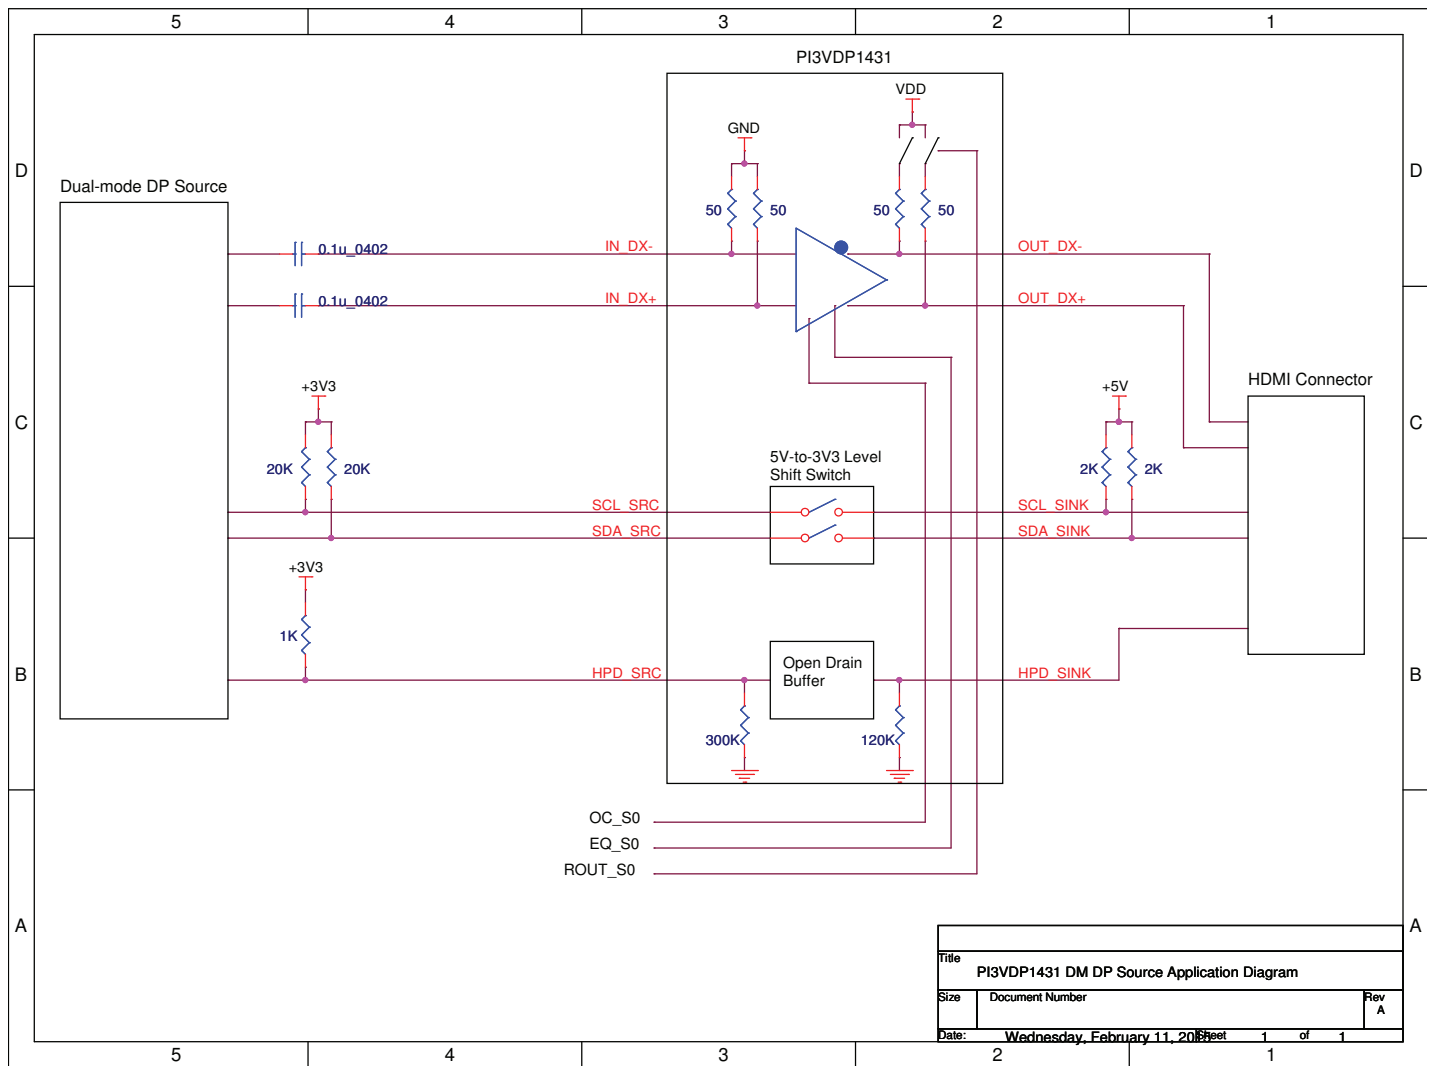 5 4 3 2 1
PI3VDP1431
VDD
GND
D D
Dual-mode DP Source
50 50 50 50
0.1u_0402 IN_DX- OUT_DX-
0.1u_0402 IN_DX+ OUT_DX+
HDMI Connector
+3V3 +5V
C C
5V-to-3V3 Level
Shift Switch
20K 20K 2K 2K
SCL_SRC SCL_SINK
SDA_SRC SDA_SINK
+3V3
1K
Open Drain
Buffer
B HPD_SRC HPD_SINK B
300K 120K
OC_S0
EQ_S0
ROUT_S0
A A
Title
PI3VDP1431 DM DP Source Application Diagram
Size Document Number Rev
A
Date: Wednesday, February 11, Sheet 1 of 1
5 4 3 2 1